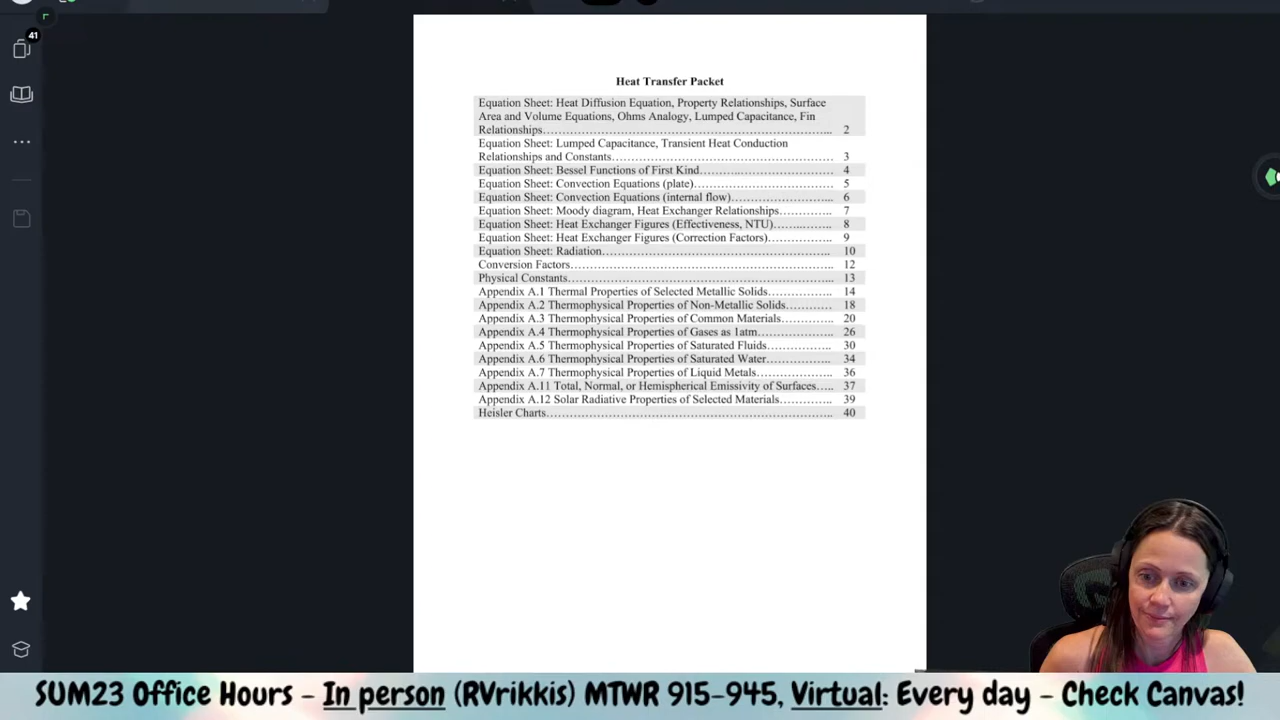 41
Heat Transfer Packet
Equation Sheet: Heat Diffusion Equation, Property Relationships, Surface
Area and Volume Equations, Ohms Analogy, Lumped Capacitance, Fin
Relationships……………………………………………………………... 2
Equation Sheet: Lumped Capacitance, Transient Heat Conduction
Relationships and Constants………………………………………………… 3
Equation Sheet: Bessel Functions of First Kind……….………………… 4
Equation Sheet: Convection Equations (plate)…………………………… 5
Equation Sheet: Convection Equations (internal flow)…………………... 6
Equation Sheet: Moody diagram, Heat Exchanger Relationships………….. 7
Equation Sheet: Heat Exchanger Figures (Effectiveness, NTU)……..…….. 8
Equation Sheet: Heat Exchanger Figures (Correction Factors)…………….. 9
Equation Sheet: Radiation………………………………………………….. 10
Conversion Factors………………………………………………………….. 12
Physical Constants…………………………………………………………... 13
Appendix A.1 Thermal Properties of Selected Metallic Solids…………….. 14
Appendix A.2 Thermophysical Properties of Non-Metallic Solids………… 18
Appendix A.3 Thermophysical Properties of Common Materials………….. 20
Appendix A.4 Thermophysical Properties of Gases as 1atm……………….. 26
Appendix A.5 Thermophysical Properties of Saturated Fluids…………….. 30
Appendix A.6 Thermophysical Properties of Saturated Water…………….. 34
Appendix A.7 Thermophysical Properties of Liquid Metals……………….. 36
Appendix A.11 Total, Normal, or Hemispherical Emissivity of Surfaces….. 37
Appendix A.12 Solar Radiative Properties of Selected Materials………….. 39
Heisler Charts……………………………………………………………….. 40
SUM23 Office Hours - In person (RVrikkis) MTWR 915-945, Virtual: Every day - Check Canvas!